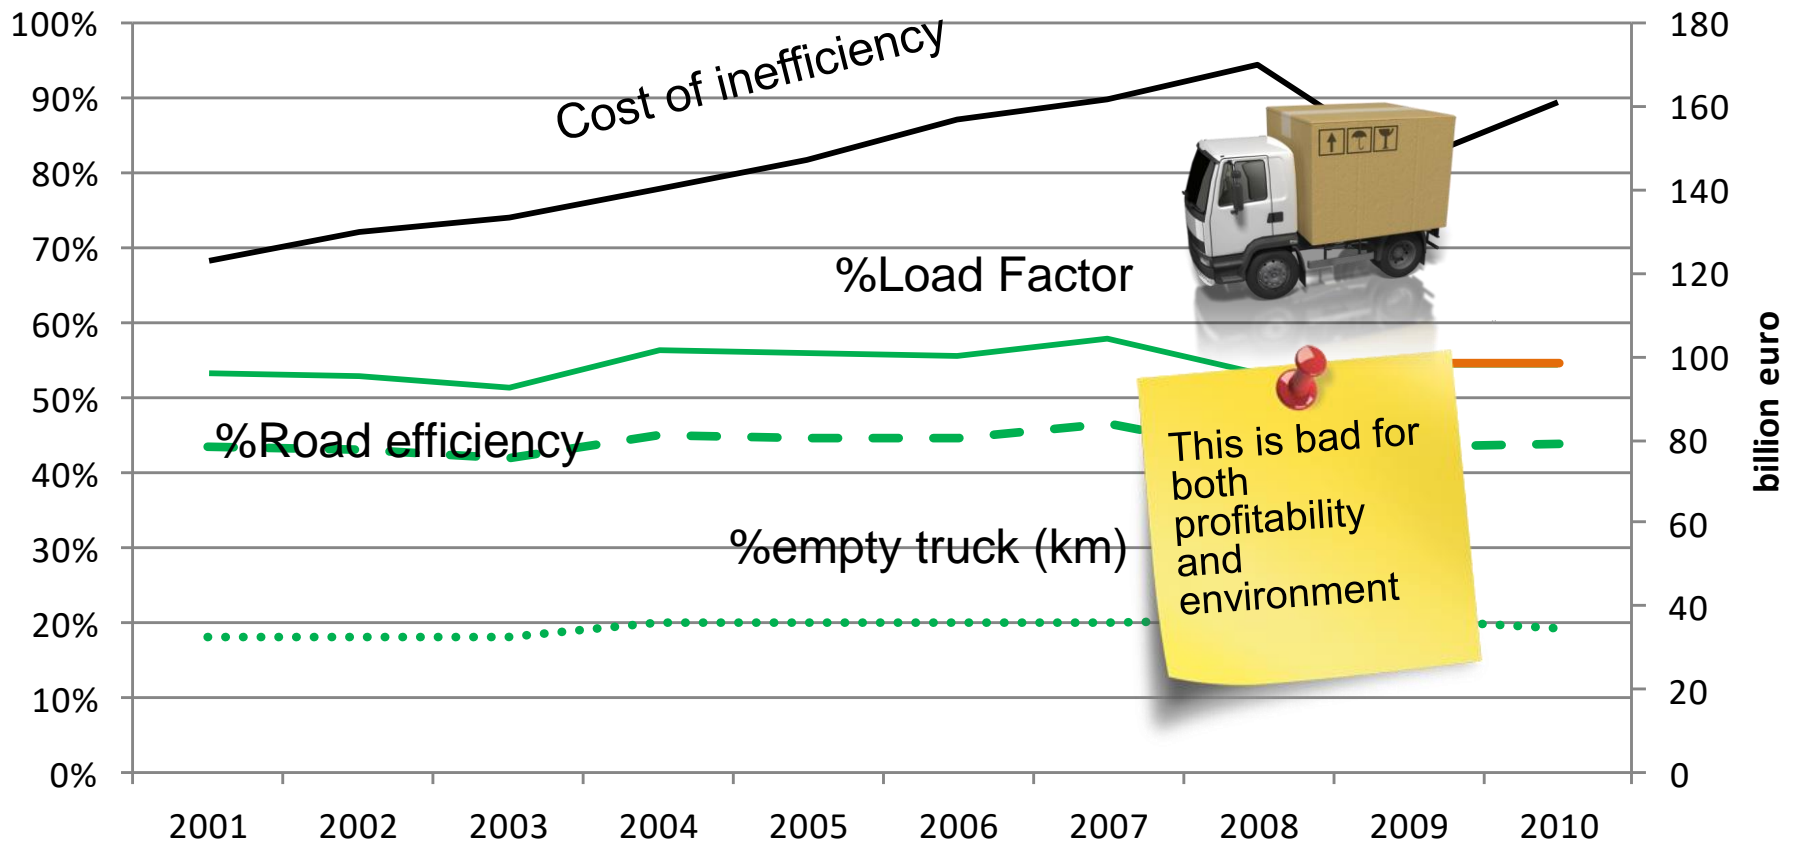 100%
90%
80%
70%
60%
50%
40%
30%
20%
10%
0%
Cost of inefficiency
%Load Factor
%Road efficiency
%empty truck (km)
This is bad for
both
profitability
and
environment
180
160
140
120
100
80
60
40
20
0
billion euro
2001 2002 2003 2004 2005 2006 2007 2008 2009 2010